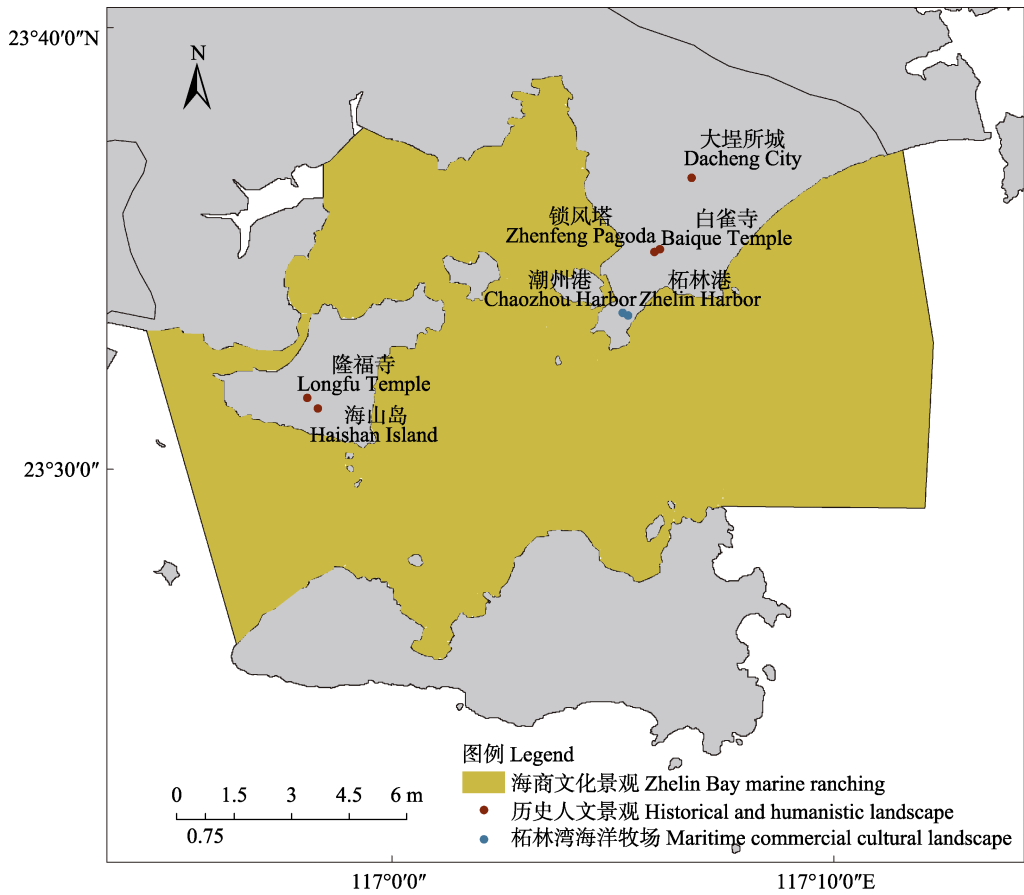 23°40′0″N
N
大埕所城
Dacheng City
锁风塔
Zhenfeng Pagoda
白雀寺
Baique Temple
潮州港
Chaozhou Harbor
柘林港
Zhelin Harbor
隆福寺
Longfu Temple
海山岛
Haishan Island
23°30′0″
图例 Legend
海商文化景观 Zhelin Bay marine ranching
历史人文景观 Historical and humanistic landscape
柘林湾海洋牧场 Maritime commercial cultural landscape
0 1.5 3 4.5 6 m
0.75
117°0′0″
117°10′0″E